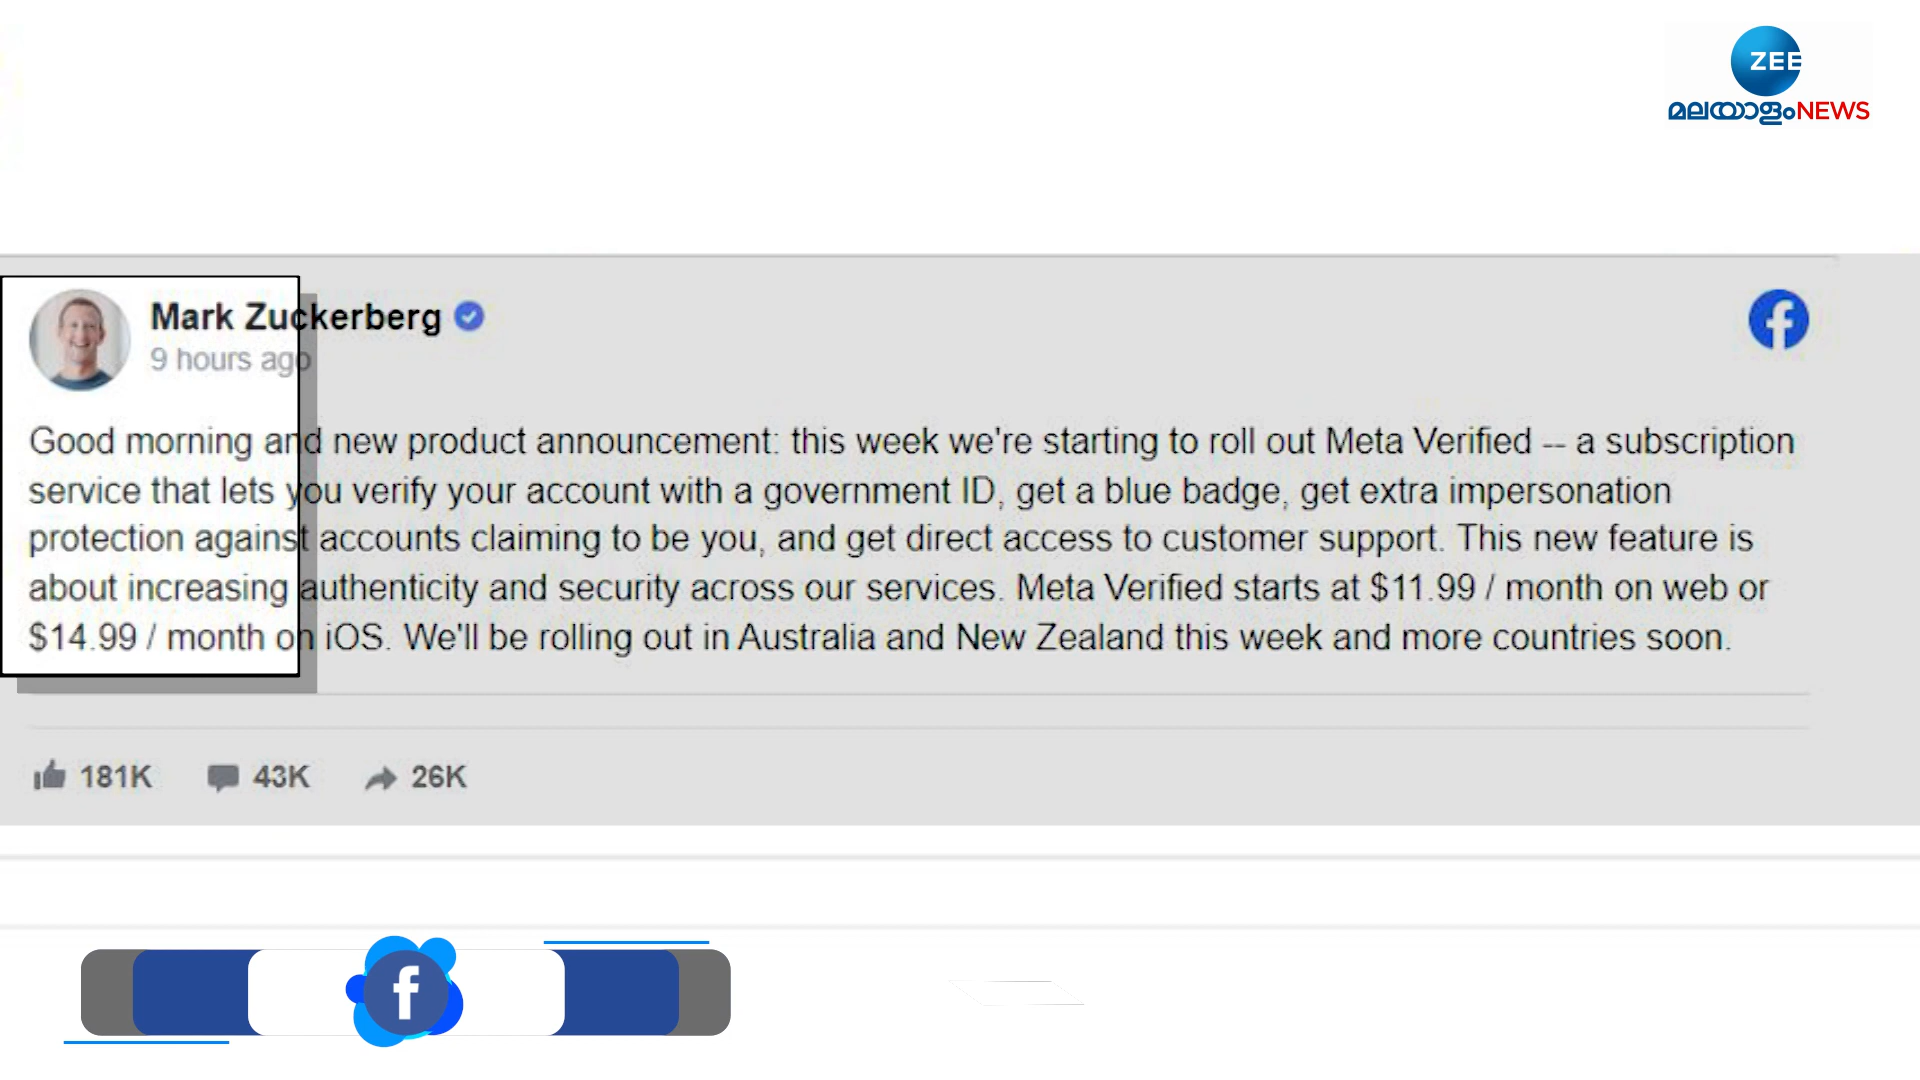 ZEE
മലയാളംNEWS
Mark Zuckerberg
9 hours ago
Good morning and new product announcement: this week we're starting to roll out Meta Verified -- a subscription
service that lets you verify your account with a government ID, get a blue badge, get extra impersonation
protection against accounts claiming to be you, and get direct access to customer support. This new feature is
about increasing authenticity and security across our services. Meta Verified starts at $11.99 / month on web or
$14.99 / month on iOS. We'll be rolling out in Australia and New Zealand this week and more countries soon.
181K 43K 26K